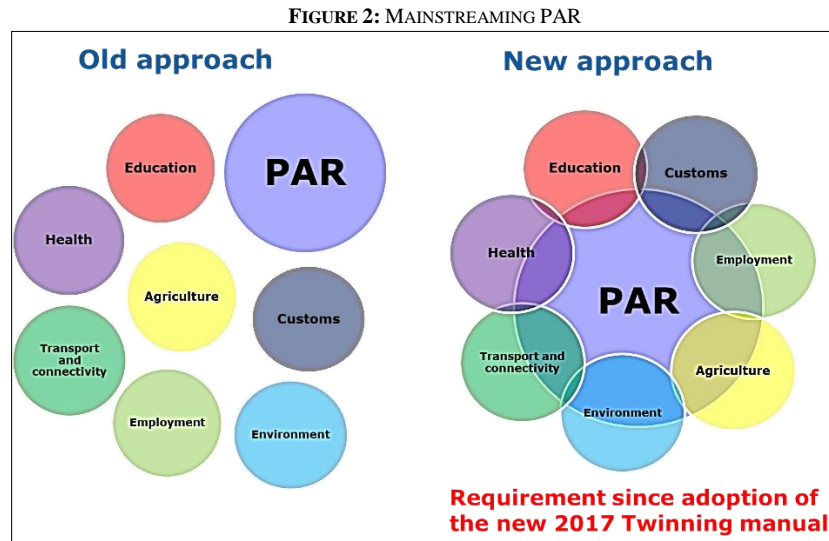 FIGURE 2: MAINSTREAMING PAR
Old approach
Education
PAR
Health
Agriculture
Customs
Transport
and
connectivity
Employment
Environment
New approach
Education
Customs
Health
Employment
PAR
Transport and
connectivity
Agriculture
Environment
Requirement since adoption of
the new 2017 Twinning manual